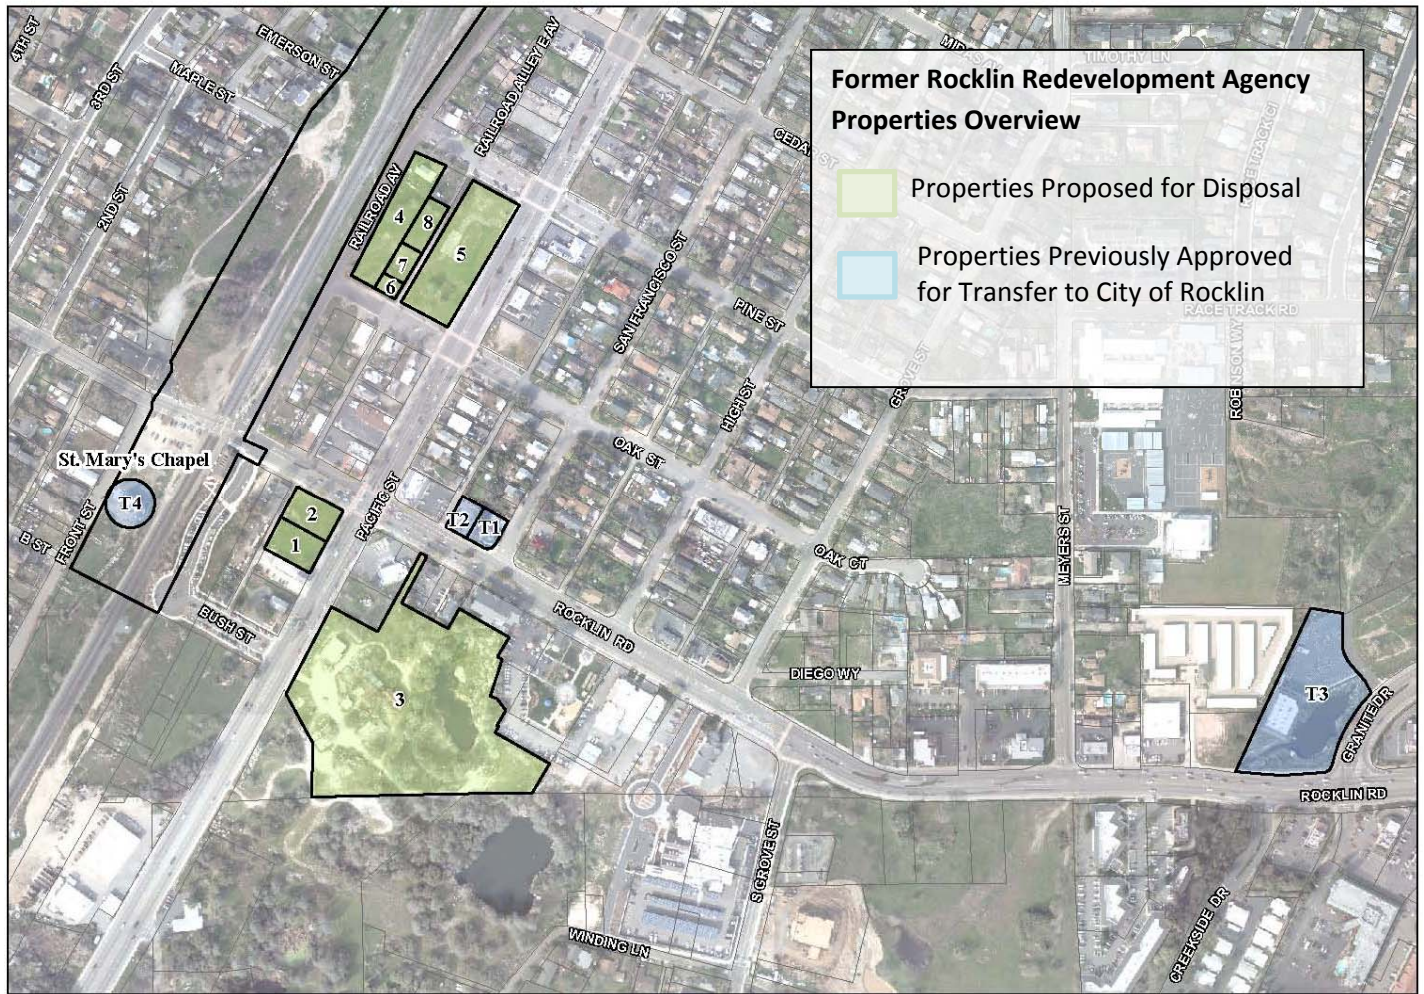 Former Rocklin Redevelopment Agency
Properties Overview
Properties Proposed for Disposal
Properties Previously Approved
for Transfer to City of Rocklin
4TH ST
3RD ST
2ND ST
EMERSON ST
MAPLE ST
RAILROAD AV
RAILROAD ALLEY E AV
TIMOTHY LN
RACE TRACK RD
ROBINSON WY
4
8
7
6
5
SAN FRANCISCO ST
PINE ST
HIGH ST
GROVE ST
OAK ST
OAK CT
St. Mary's Chapel
T4
FRONT ST
B ST
2
1
PACIFIC ST
T2
T1
BUSH ST
3
ROCKLIN RD
DIEGO WY
MEYERS ST
T3
GRANITE DR
ROCKLIN RD
S GROVE ST
WINDING LN
CREEKSIDE DR